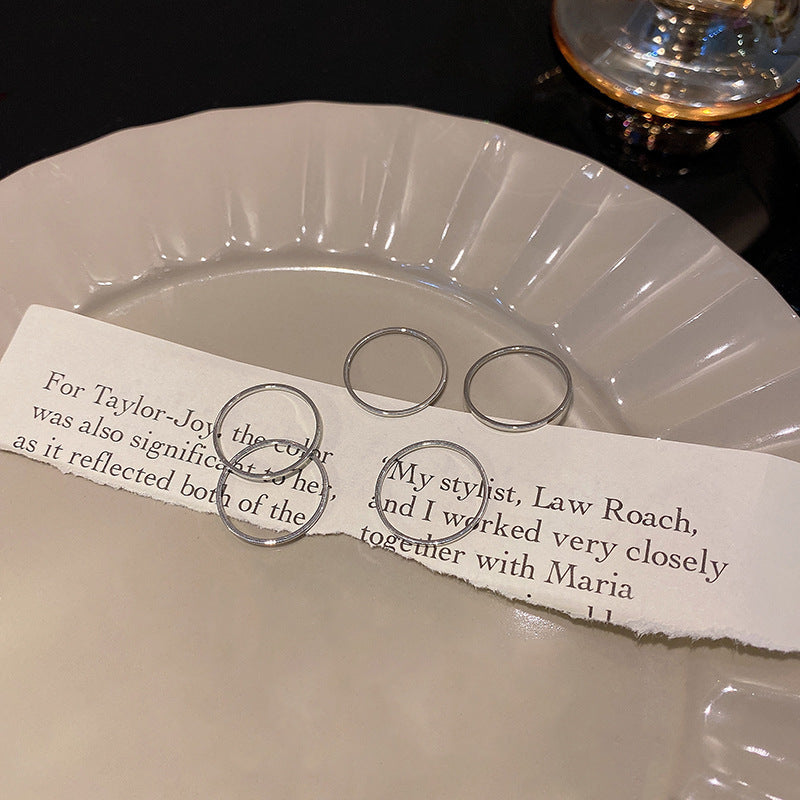 For Taylor-Joy, the color
was also significant to her,
as it reflected both of the
“My stylist, Law Roach,
and I worked very closely
together with Maria